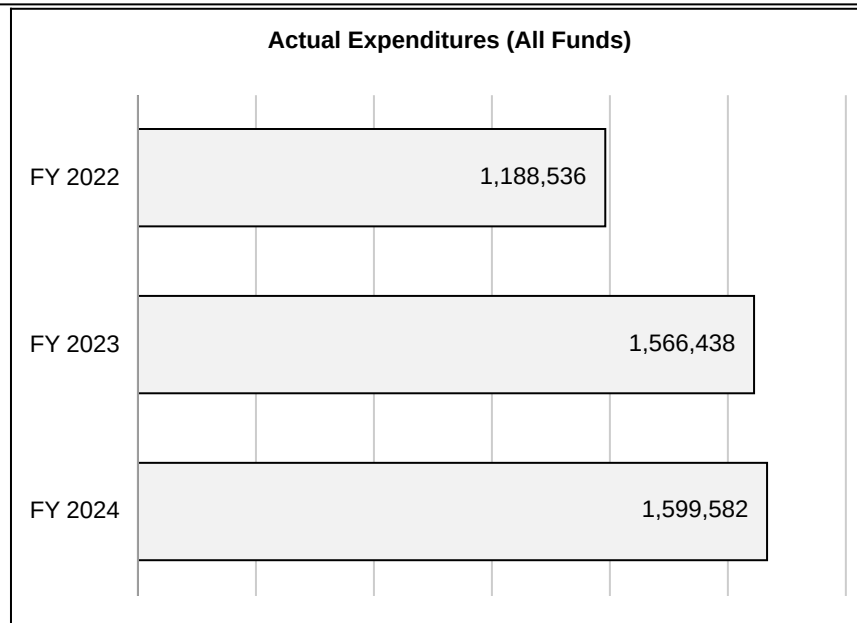 Actual Expenditures (All Funds)
FY 2022
1,188,536
FY 2023
1,566,438
FY 2024
1,599,582